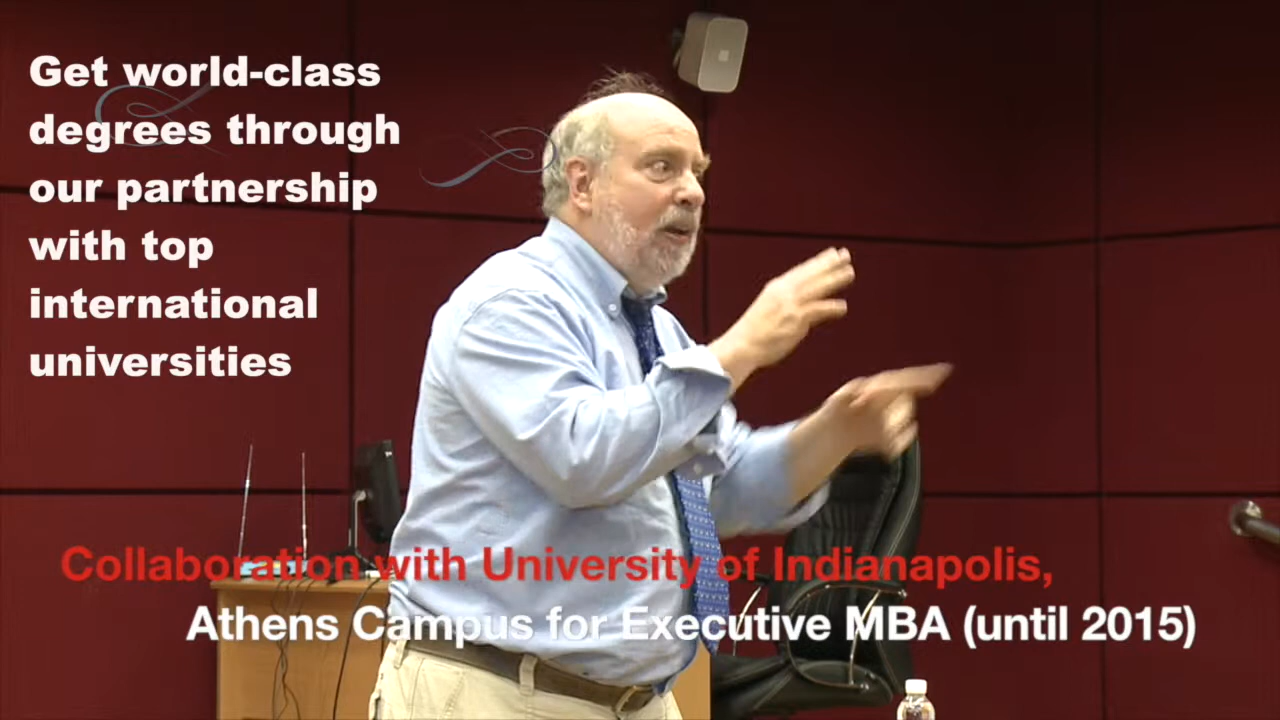 Get world-class
degrees through
our partnership
with top
international
universities
Collaboration with University of Indianapolis,
Athens Campus for Executive MBA (until 2015)